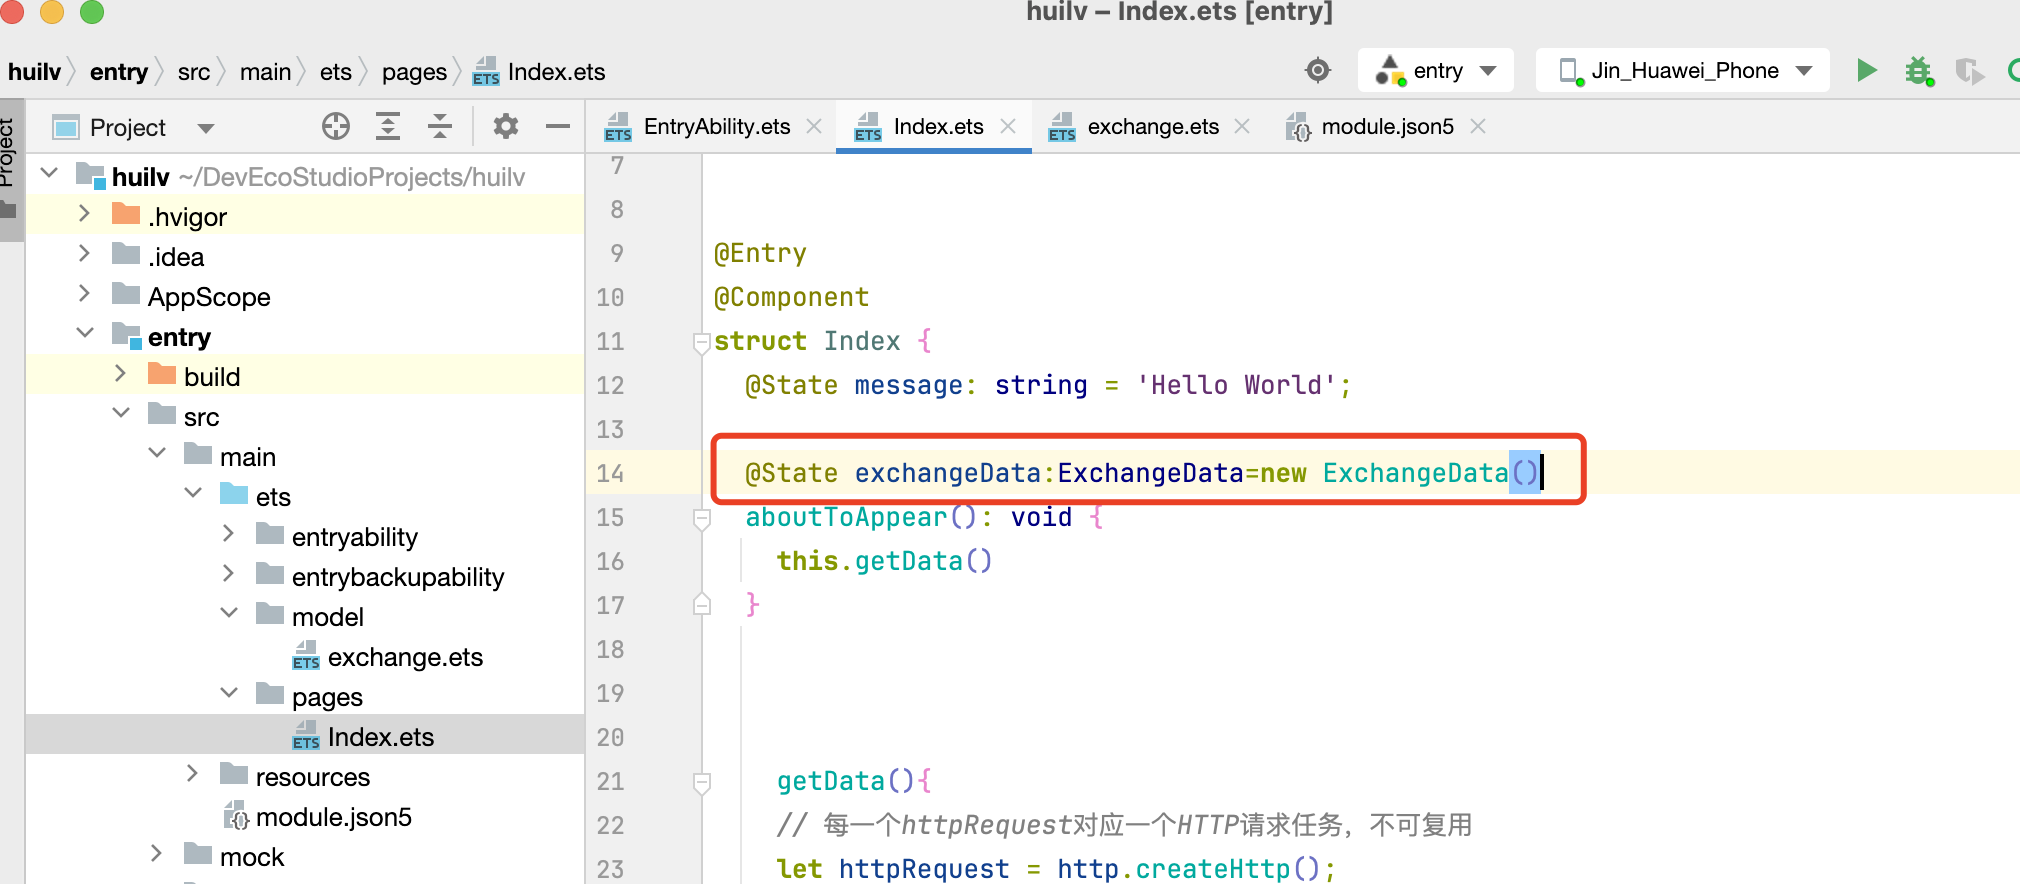 huilv – Index.ets [entry]
huilv entry src main ets pages Index.ets
entry
Jin_Huawei_Phone
Project
Project
EntryAbility.ets
Index.ets
exchange.ets
module.json5
huilv ~/DevEcoStudioProjects/huilv
.hvigor
.idea
AppScope
entry
build
src
main
ets
entryability
entrybackupability
model
exchange.ets
pages
Index.ets
resources
module.json5
mock
7
8
9 @Entry
10 @Component
11 struct Index {
12 @State message: string = 'Hello World';
13
14 @State exchangeData:ExchangeData=new ExchangeData()
15 aboutToAppear(): void {
16 this.getData()
17 }
18
19
20
21 getData(){
22 // 每一个httpRequest对应一个HTTP请求任务，不可复用
23 let httpRequest = http.createHttp();